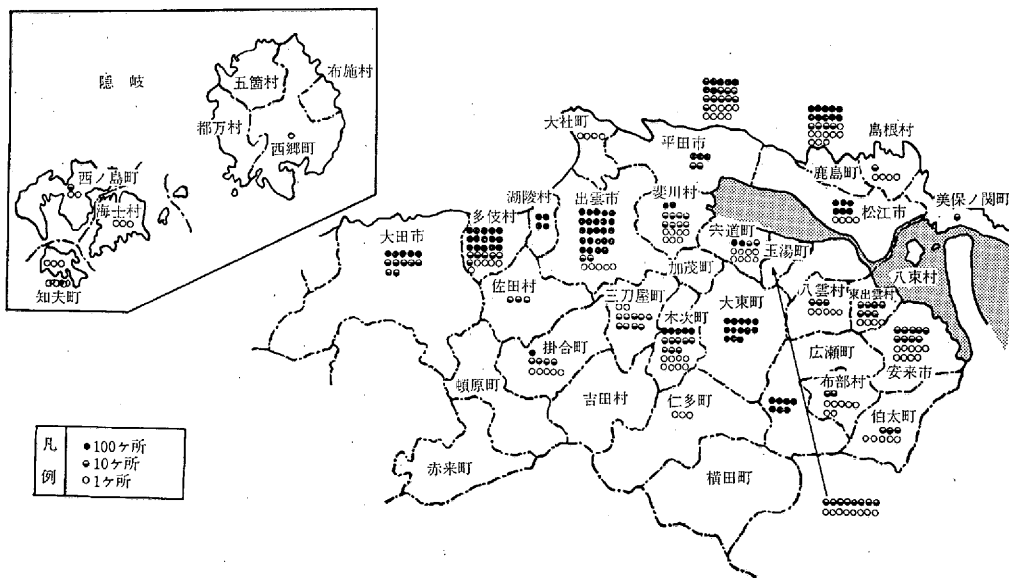 隠岐
五箇村
布施村
都万村
西郷町
西ノ島町
海士村
知夫町
大社町
平田市
島根村
鹿島町
美保ノ関町
松江市
湖陵村
出雲市
斐川村
多伎村
大田市
宍道町
玉湯町
八束村
加茂町
佐田村
三刀屋町
大東町
八雲村
東出雲村
木次町
掛合町
広瀬町
安来市
頓原町
吉田村
仁多町
布部村
伯太町
赤来町
横田町
凡例
●100ヶ所
10ヶ所
○1ヶ所